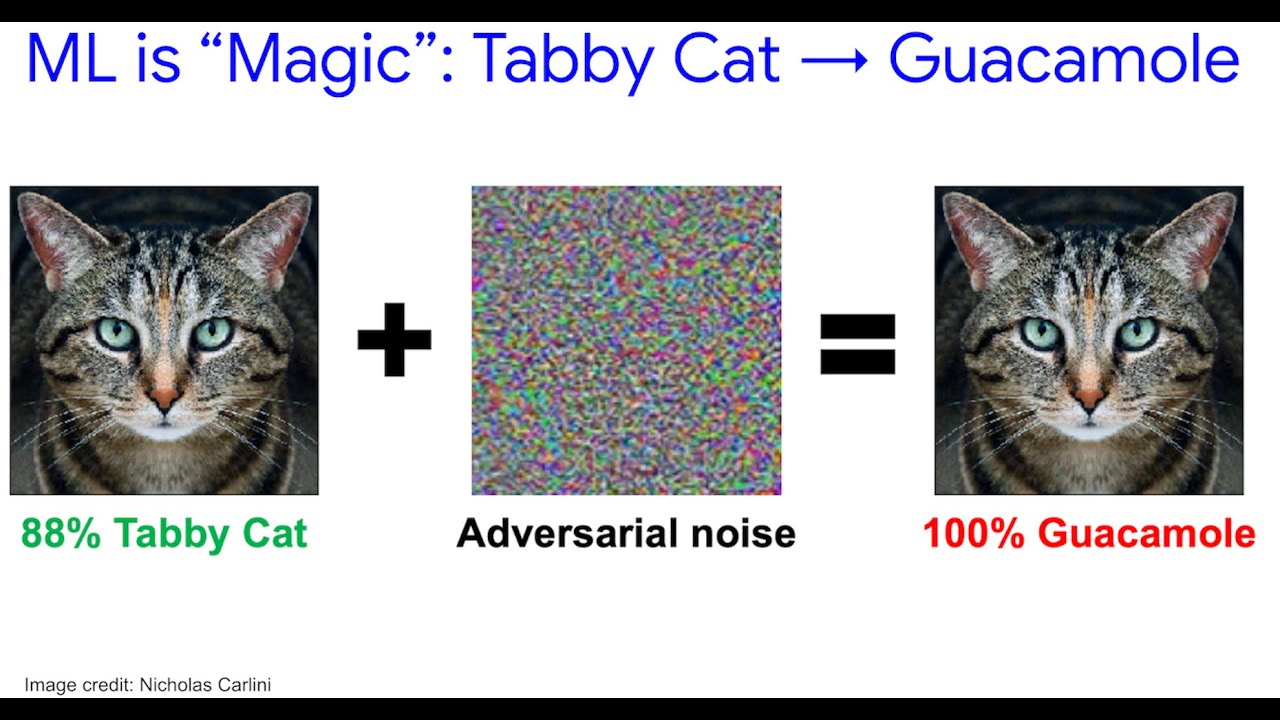 ML is “Magic”: Tabby Cat → Guacamole
88% Tabby Cat
Adversarial noise
100% Guacamole
Image credit: Nicholas Carlini